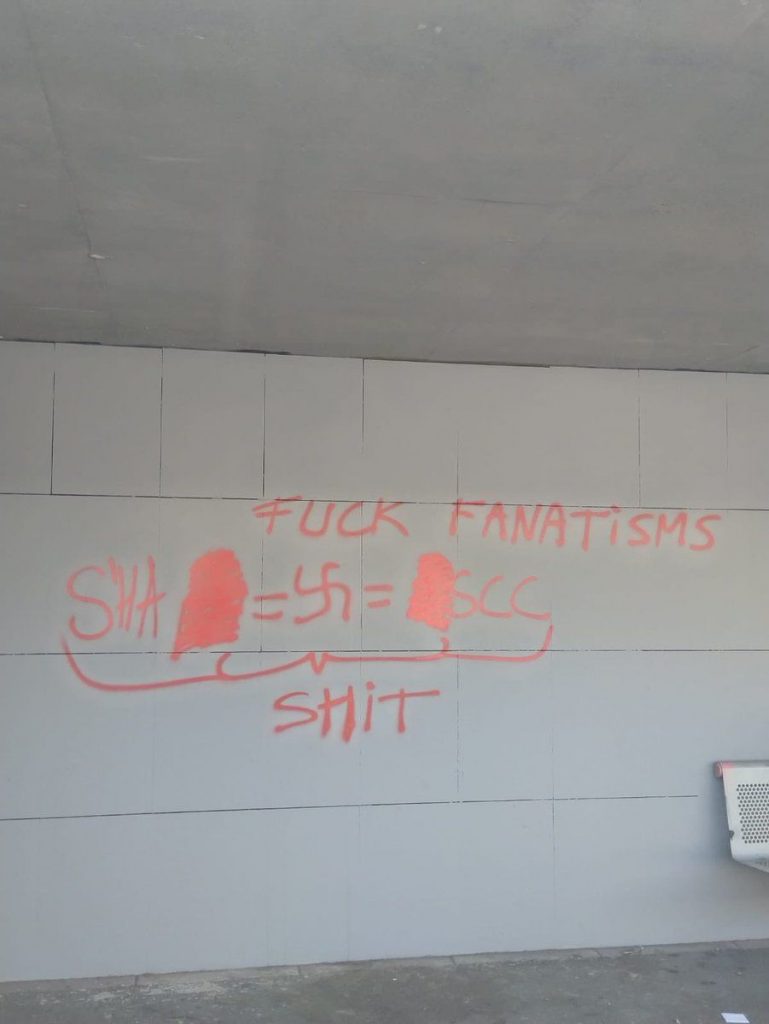 FUCK FANATiSMS
SHA = 卐 = SCC
SHiT